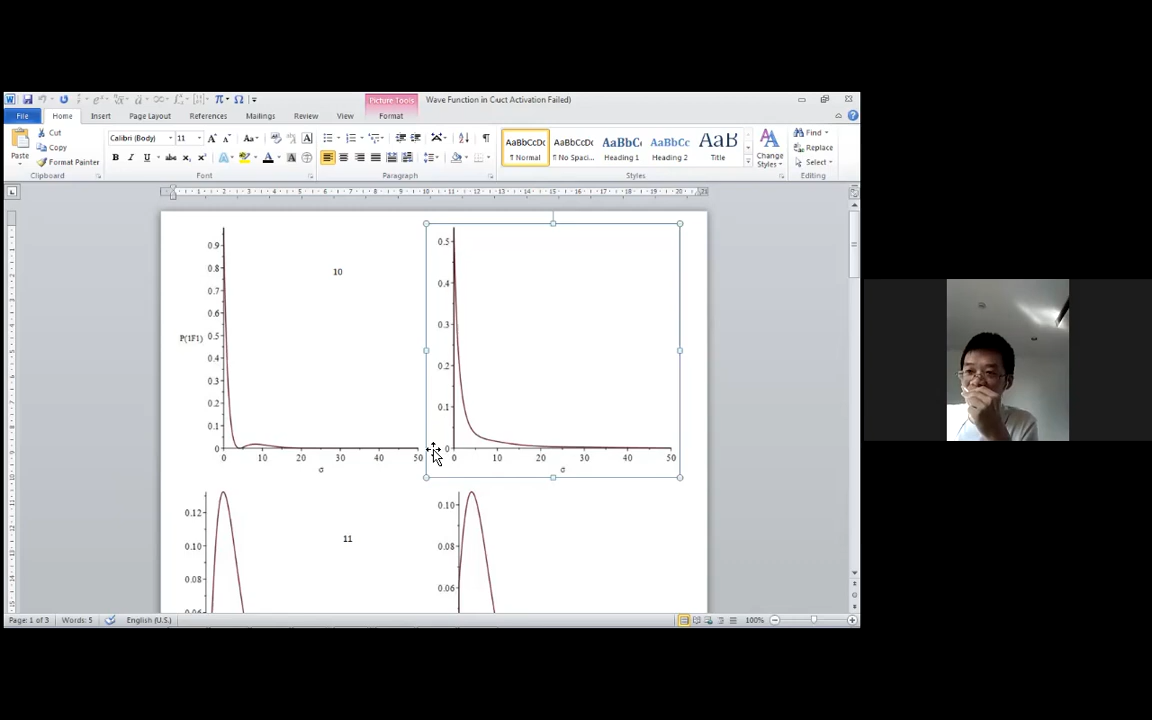 Picture Tools
Wave Function in C‹uct Activation Failed)
File Home Insert Page Layout References Mailings Review View Format
Cut
Copy
Format Painter
Paste
Clipboard
Calibri (Body) 11
Font
Paragraph
AaBbCcDc AaBbCcDc AaBbCc AaBbCc AaB
¶ Normal ¶ No Spaci... Heading 1 Heading 2 Title
Change Styles
Styles
Find
Replace
Select
Editing
0.9
0.8
0.7
0.6
P(1F1) 0.5
0.4
0.3
0.2
0.1
0
0 10 20 30 40 50
σ
10
0.5
0.4
0.3
0.2
0.1
0
0 10 20 30 40 50
σ
0.12
0.10
0.08
0.06
11
0.10
0.08
0.06
Page: 1 of 3 Words: 5 English (U.S.) 100%